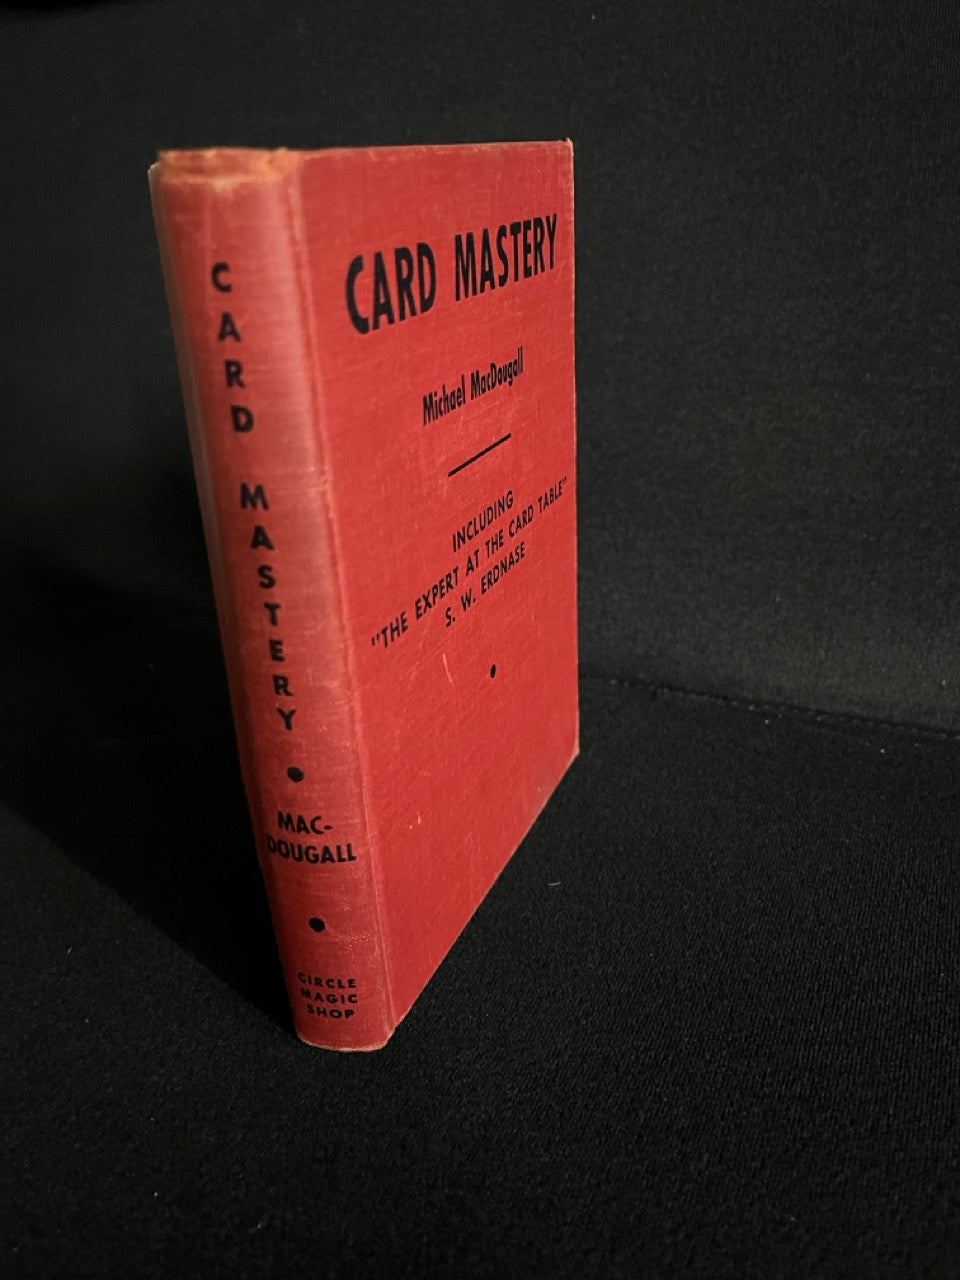 CARD MASTERY
MAC-
DOUGALL
CIRCLE
MAGIC
SHOP
CARD MASTERY
Michael MacDougall
INCLUDING
"THE EXPERT AT THE CARD TABLE"
S. W. ERDNASE